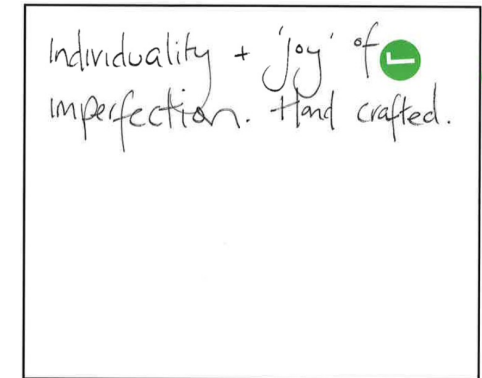 Individuality + 'joy' of
imperfection. Hand crafted.